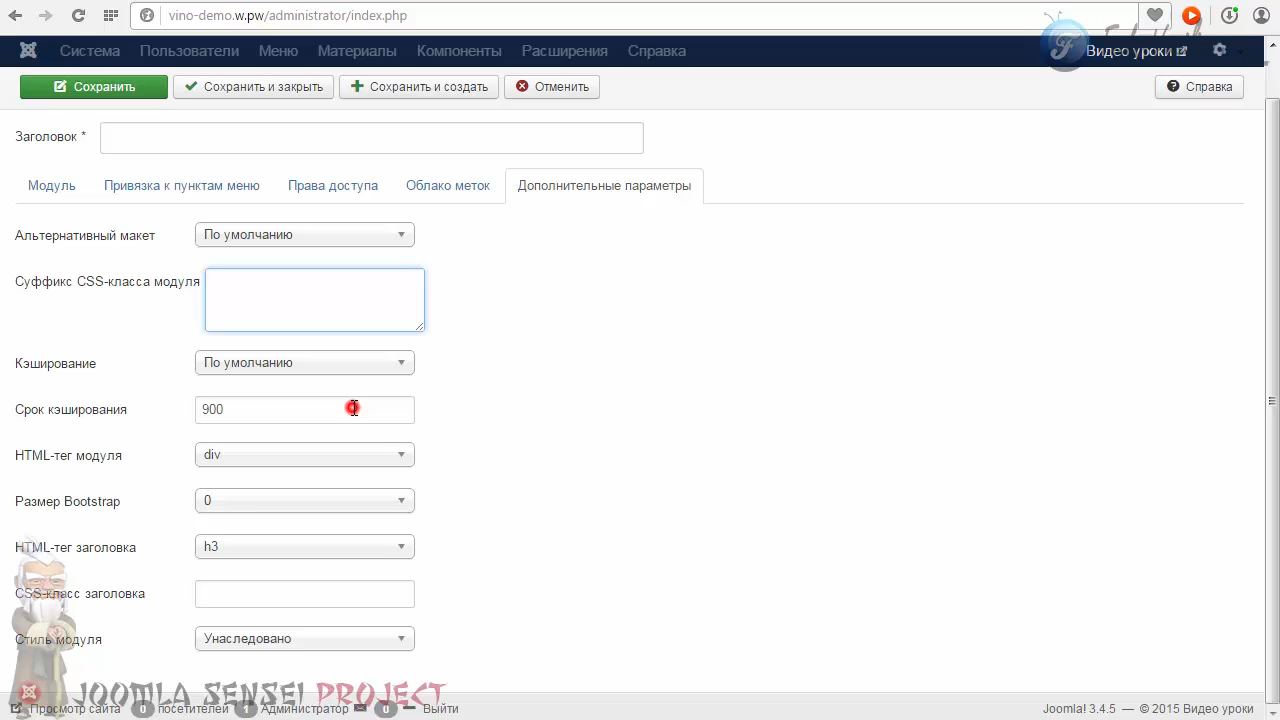 vino-demo.w.pw/administrator/index.php
Система Пользователи Меню Материалы Компоненты Расширения Справка Видео уроки
Сохранить Сохранить и закрыть Сохранить и создать Отменить Справка
Заголовок *
Модуль Привязка к пунктам меню Права доступа Облако меток Дополнительные параметры
Альтернативный макет По умолчанию
Суффикс CSS-класса модуля
Кэширование По умолчанию
Срок кэширования 900
HTML-тег модуля div
Размер Bootstrap 0
HTML-тег заголовка h3
CSS-класс заголовка
Стиль модуля Унаследовано
JOOMLA SENSEI PROJECT
Просмотр сайта 0 посетителей 1 Администратор 0 Выйти Joomla! 3.4.5 — © 2015 Видео уроки